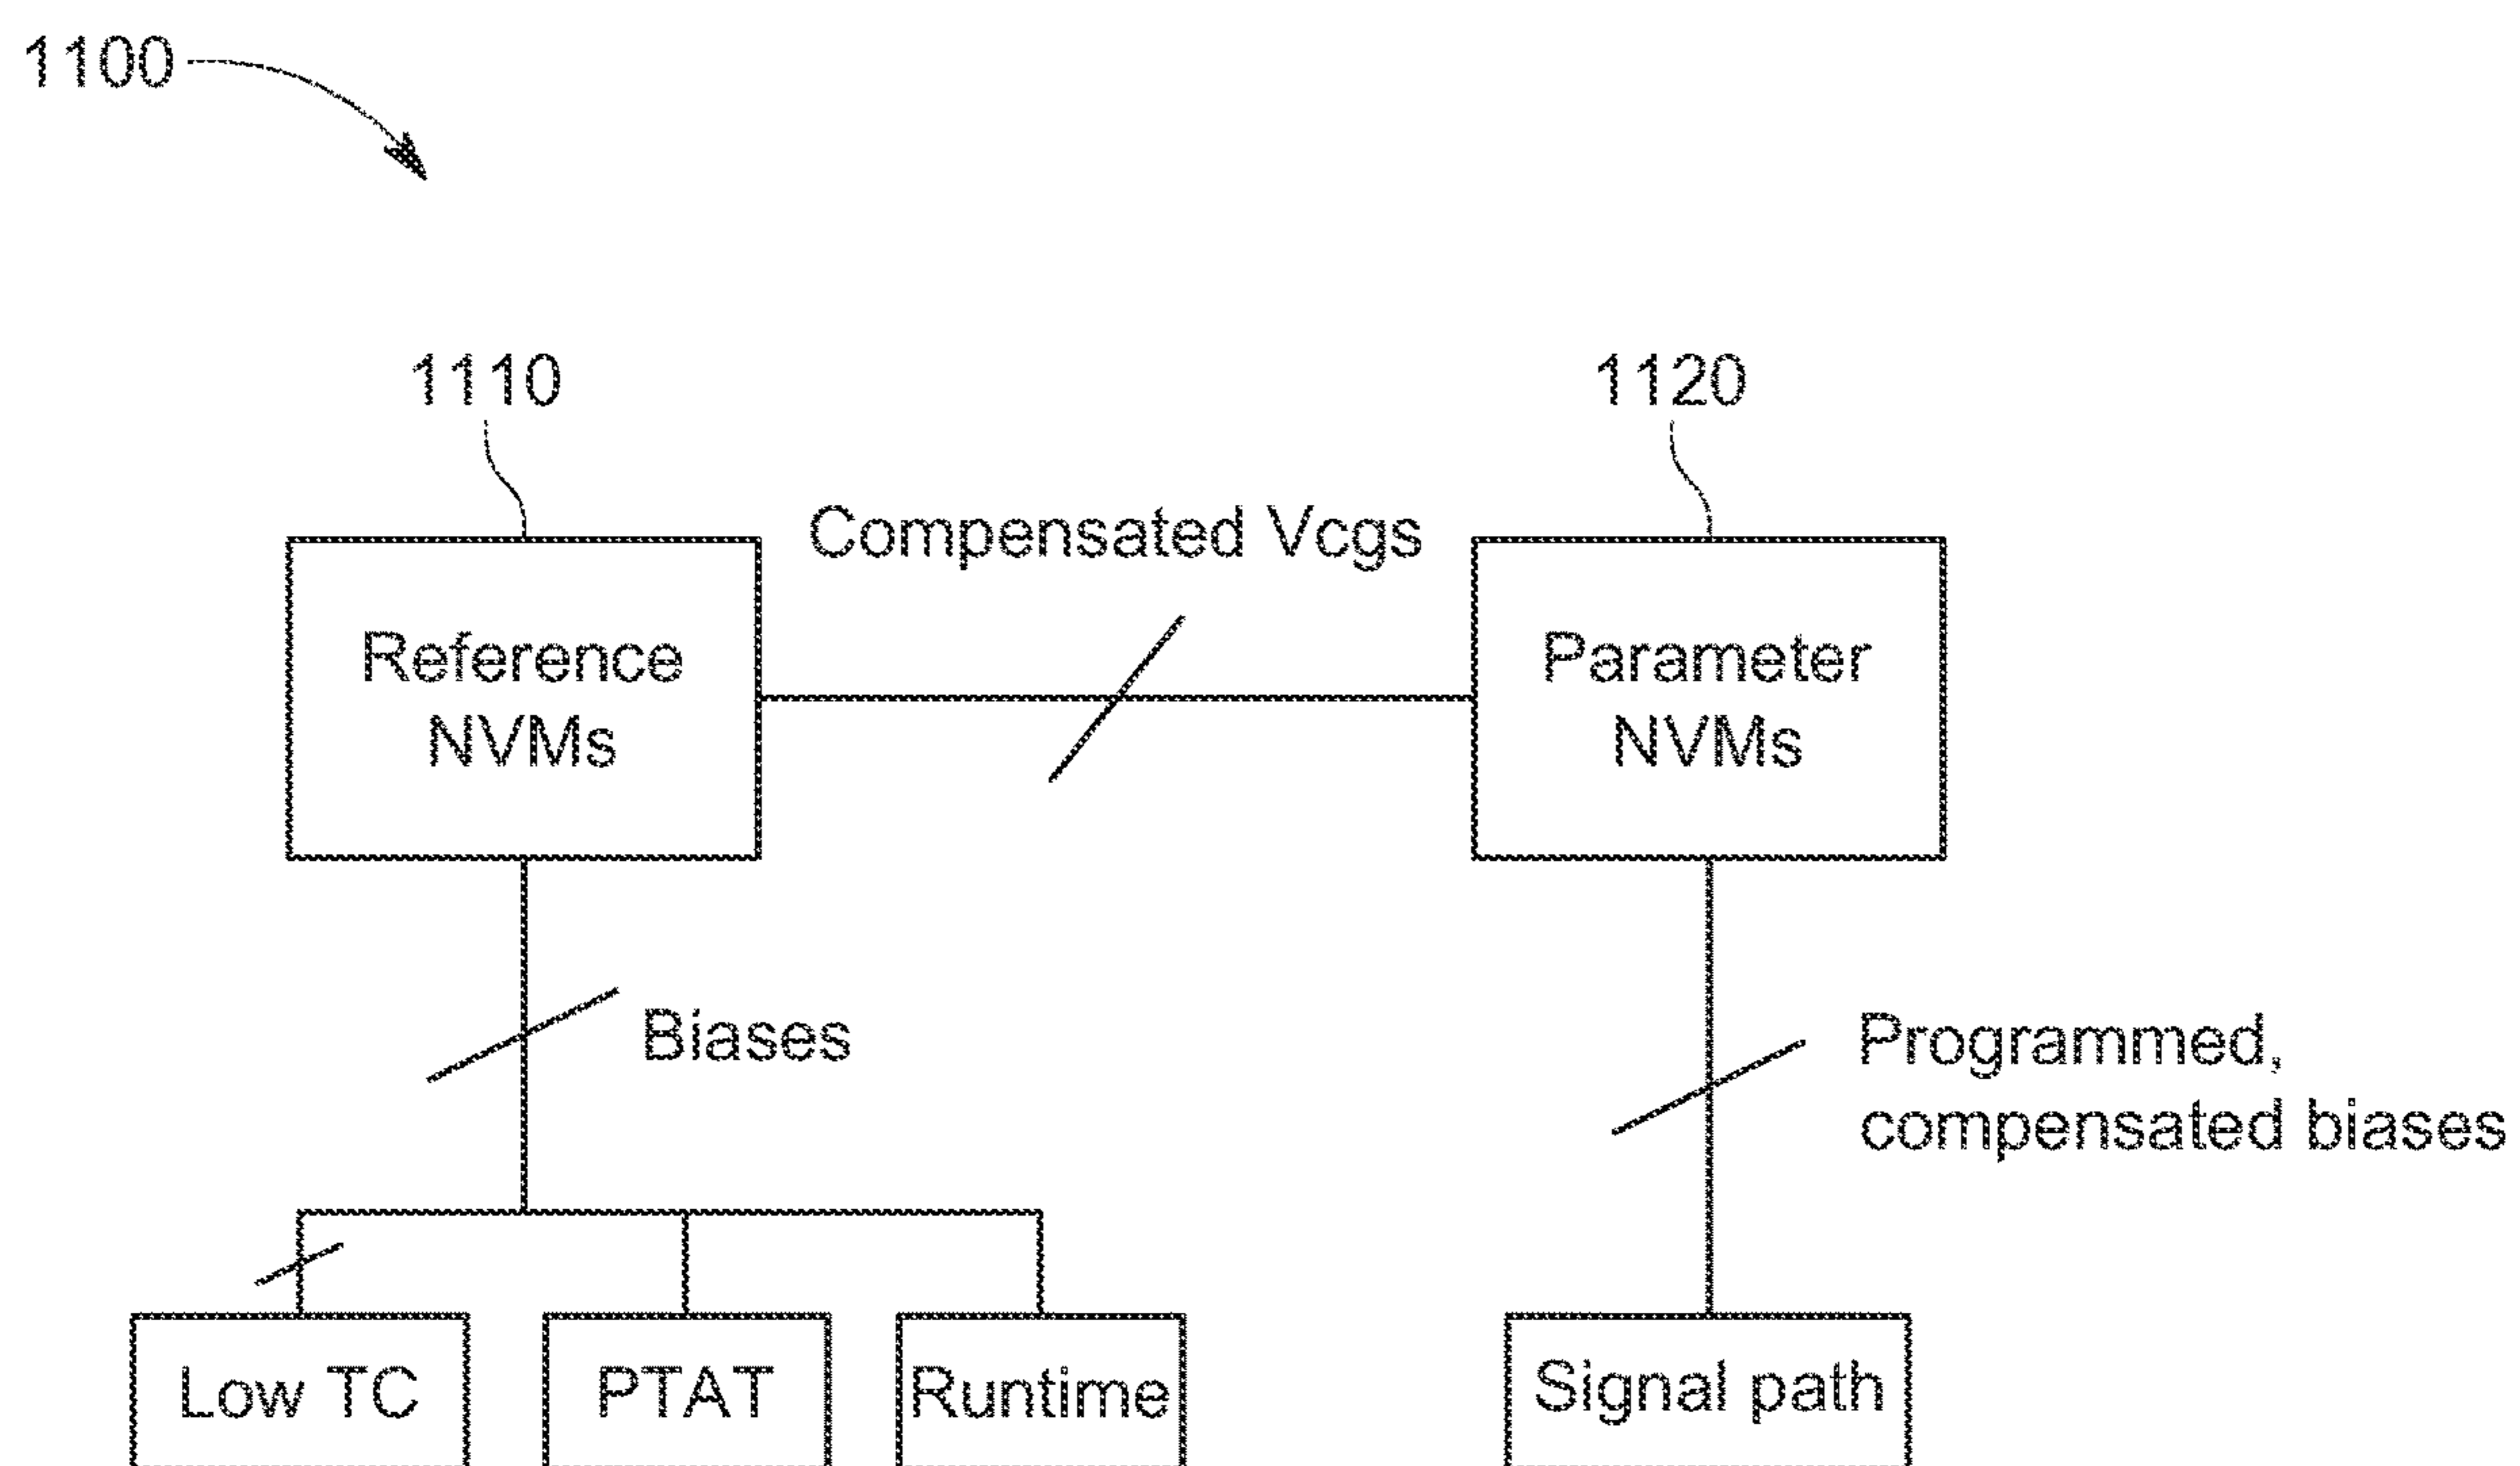 1100
1110
1120
Compensated Vcgs
Reference
NVMs
Parameter
NVMs
Biases
Programmed,
compensated biases
Low TC
PTAT
Runtime
Signal path